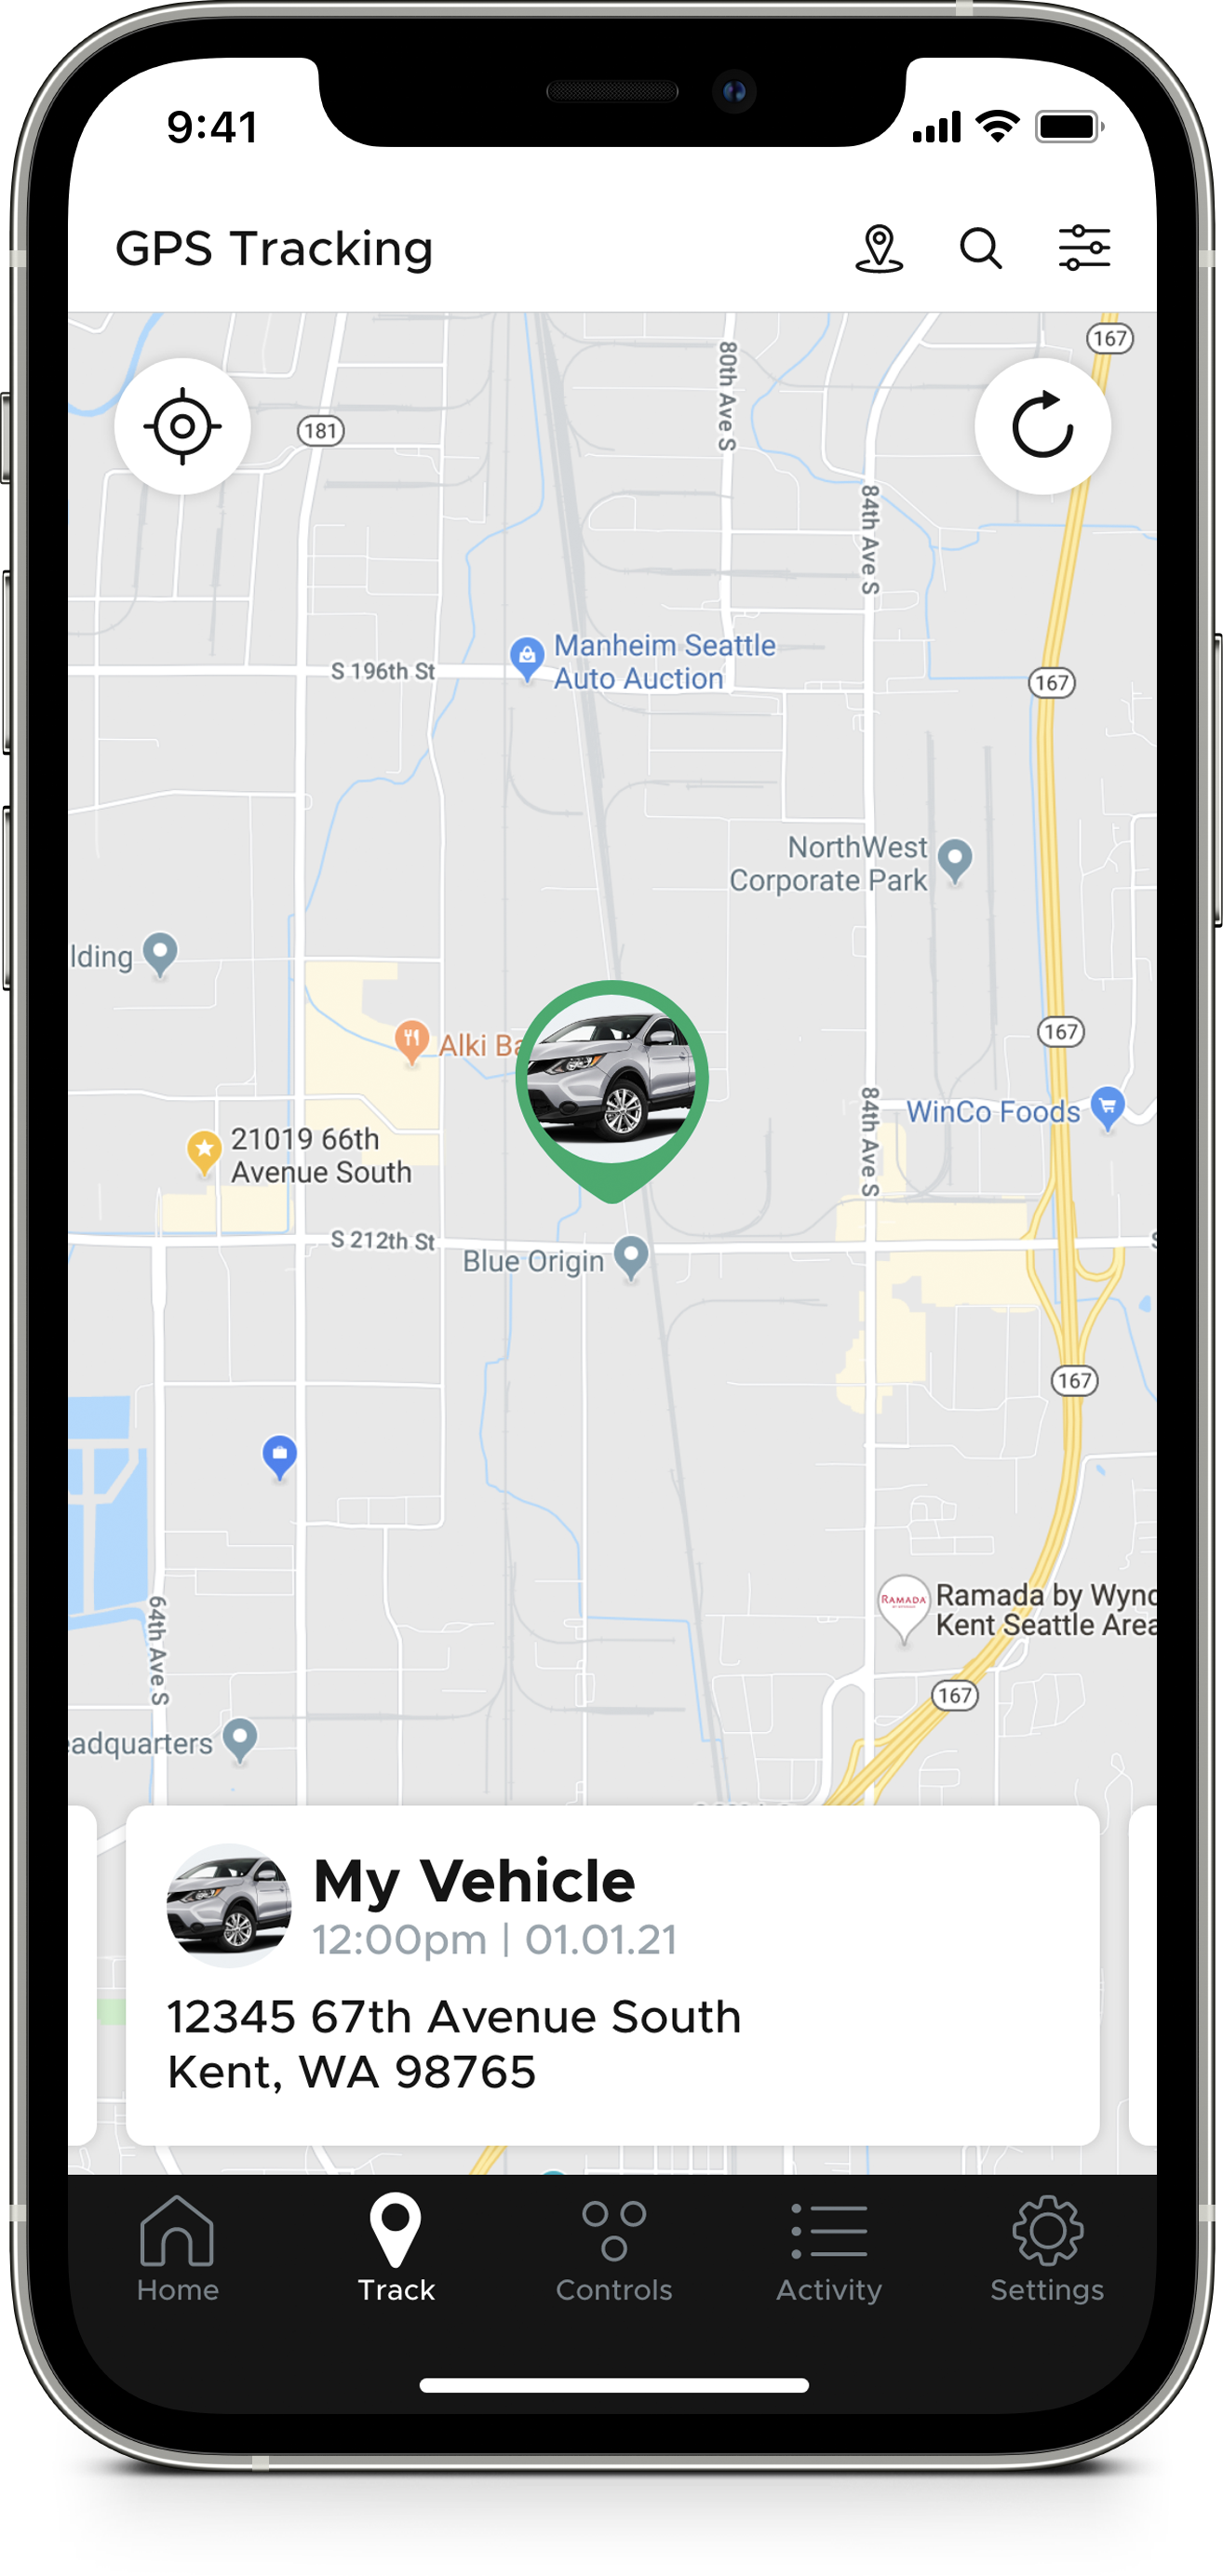 9:41
GPS Tracking
167
80th Ave S
181
84th Ave S
Manheim Seattle
Auto Auction
S 196th St
167
NorthWest
Corporate Park
lding
167
Alki Ba
84th Ave S
WinCo Foods
21019 66th
Avenue South
S 212th St
Blue Origin
167
RAMADA
Ramada by Wynd
Kent Seattle Area
64th Ave S
167
eadquarters
My Vehicle
12:00pm | 01.01.21
12345 67th Avenue South
Kent, WA 98765
Home
Track
Controls
Activity
Settings